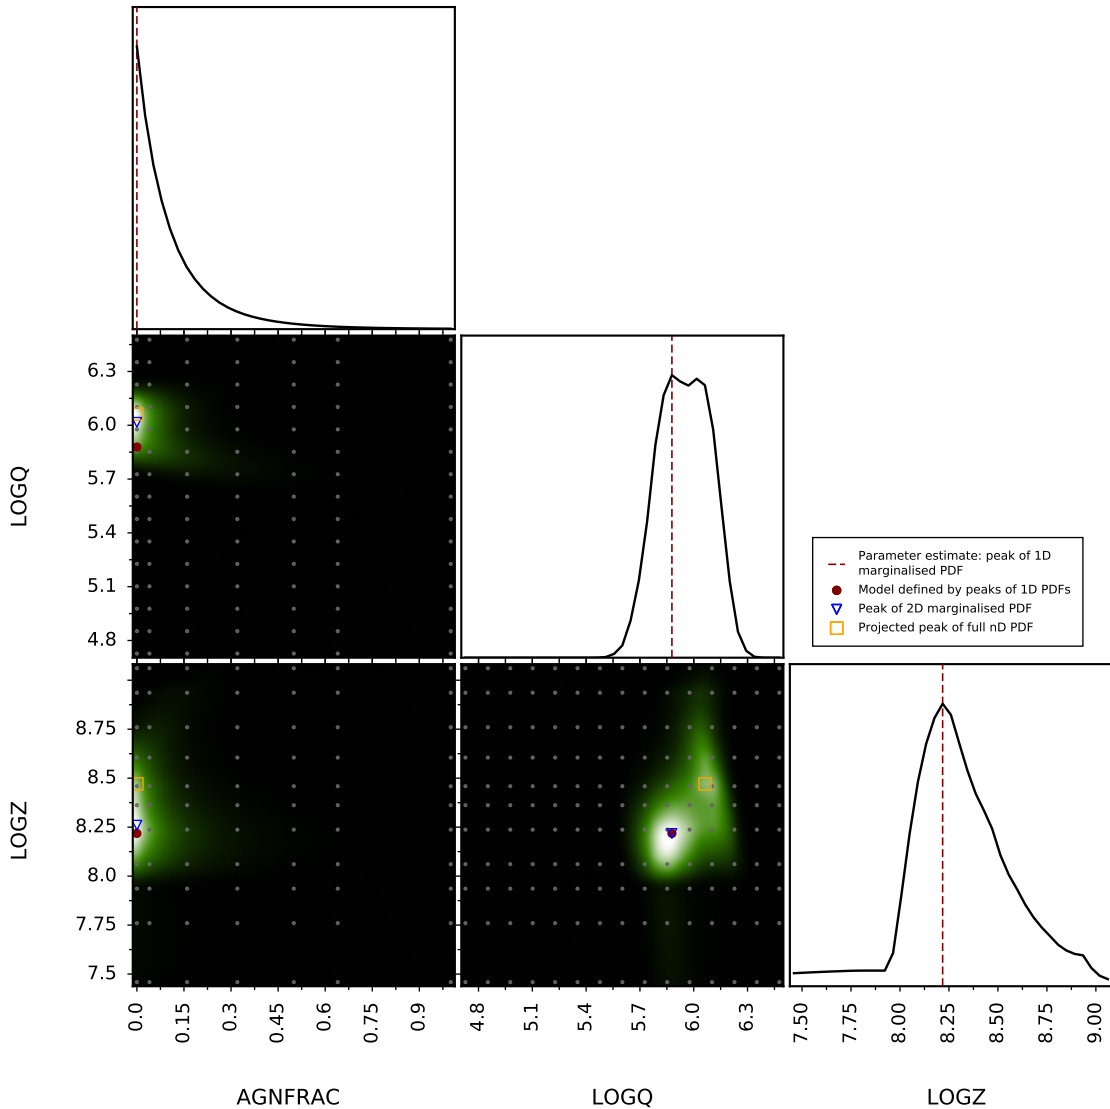 6.3
6.0
5.7
5.4
5.1
4.8
LOGQ
Parameter estimate: peak of 1D
marginalised PDF
Model defined by peaks of 1D PDFs
Peak of 2D marginalised PDF
Projected peak of full nD PDF
8.75
8.5
8.25
8.0
7.75
7.5
LOGZ
0.0 0.15 0.3 0.45 0.6 0.75 0.9
4.8 5.1 5.4 5.7 6.0 6.3
7.50 7.75 8.00 8.25 8.50 8.75 9.00
AGNFRAC LOGQ LOGZ